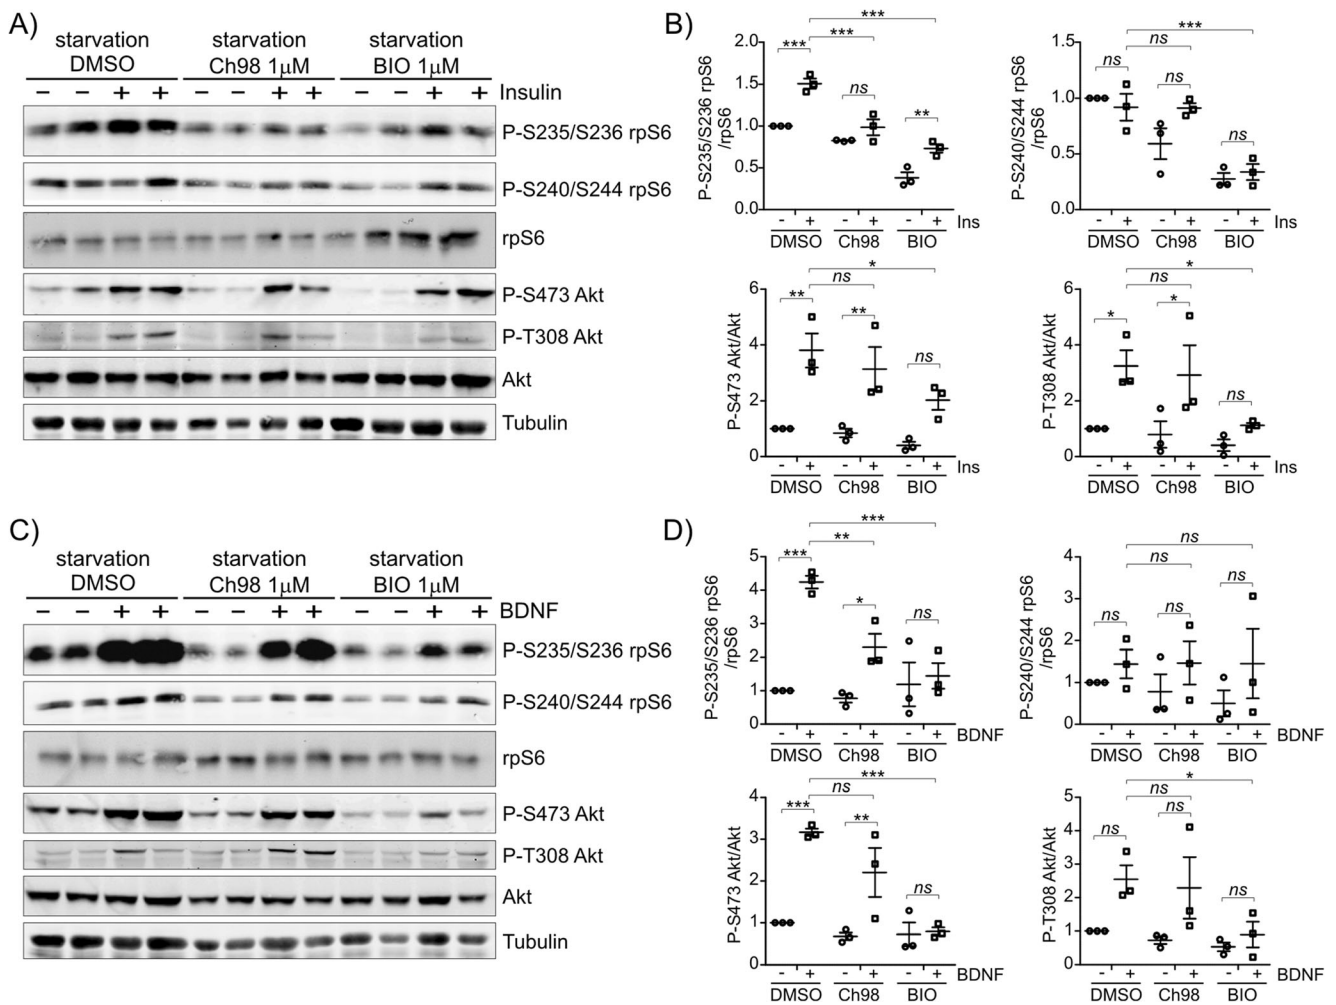 A)
starvation DMSO
starvation Ch98 1μM
starvation BIO 1μM
− − + + − − + + − − + + Insulin
P-S235/S236 rpS6
P-S240/S244 rpS6
rpS6
P-S473 Akt
P-T308 Akt
Akt
Tubulin
B)
P-S235/S236 rpS6
/rpS6
2.0
1.5
1.0
0.5
0.0
*** *** *** ns **
- + - + - + Ins
DMSO Ch98 BIO
P-S240/S244 rpS6
/rpS6
1.5
1.0
0.5
0.0
*** ns ns ns ns
- + - + - + Ins
DMSO Ch98 BIO
P-S473 Akt/Akt
6
4
2
0
* ns ** ** ns
- + - + - + Ins
DMSO Ch98 BIO
P-T308 Akt/Akt
6
4
2
0
* ns * * ns
- + - + - + Ins
DMSO Ch98 BIO
C)
starvation DMSO
starvation Ch98 1μM
starvation BIO 1μM
− − + + − − + + − − + + BDNF
P-S235/S236 rpS6
P-S240/S244 rpS6
rpS6
P-S473 Akt
P-T308 Akt
Akt
Tubulin
D)
P-S235/S236 rpS6
/rpS6
5
4
3
2
1
0
*** ** *** * ns
- + - + - + BDNF
DMSO Ch98 BIO
P-S240/S244 rpS6
/rpS6
4
3
2
1
0
ns ns ns ns ns
- + - + - + BDNF
DMSO Ch98 BIO
P-S473 Akt/Akt
4
3
2
1
0
*** ns *** ** ns
- + - + - + BDNF
DMSO Ch98 BIO
P-T308 Akt/Akt
5
4
3
2
1
0
* ns ns ns ns
- + - + - + BDNF
DMSO Ch98 BIO